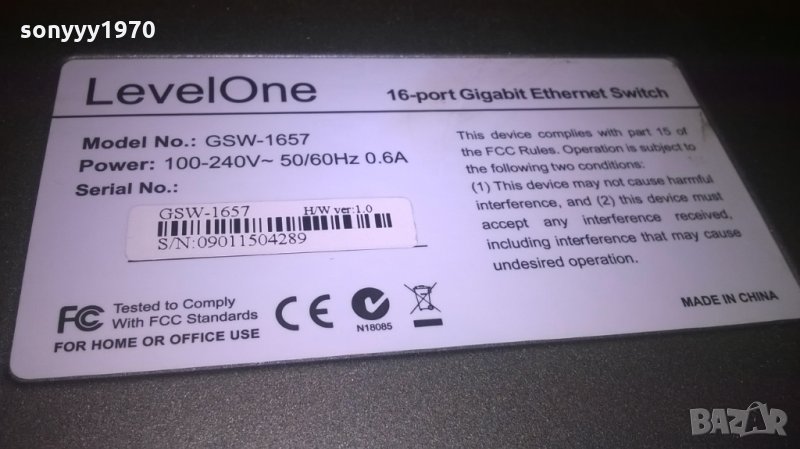 sonyyy1970
LevelOne
16-port Gigabit Ethernet Switch
Model No.: GSW-1657
Power: 100-240V~ 50/60Hz 0.6A
Serial No.:
GSW-1657 H/W ver:1.0
S/N:09011504289
This device complies with part 15 of
the FCC Rules. Operation is subject to
the following two conditions:
(1) This device may not cause harmful
interference, and (2) this device must
accept any interference received,
including interference that may cause
undesired operation.
FC Tested to Comply
With FCC Standards
FOR HOME OR OFFICE USE
CE
N18085
MADE IN CHINA
BAZAR